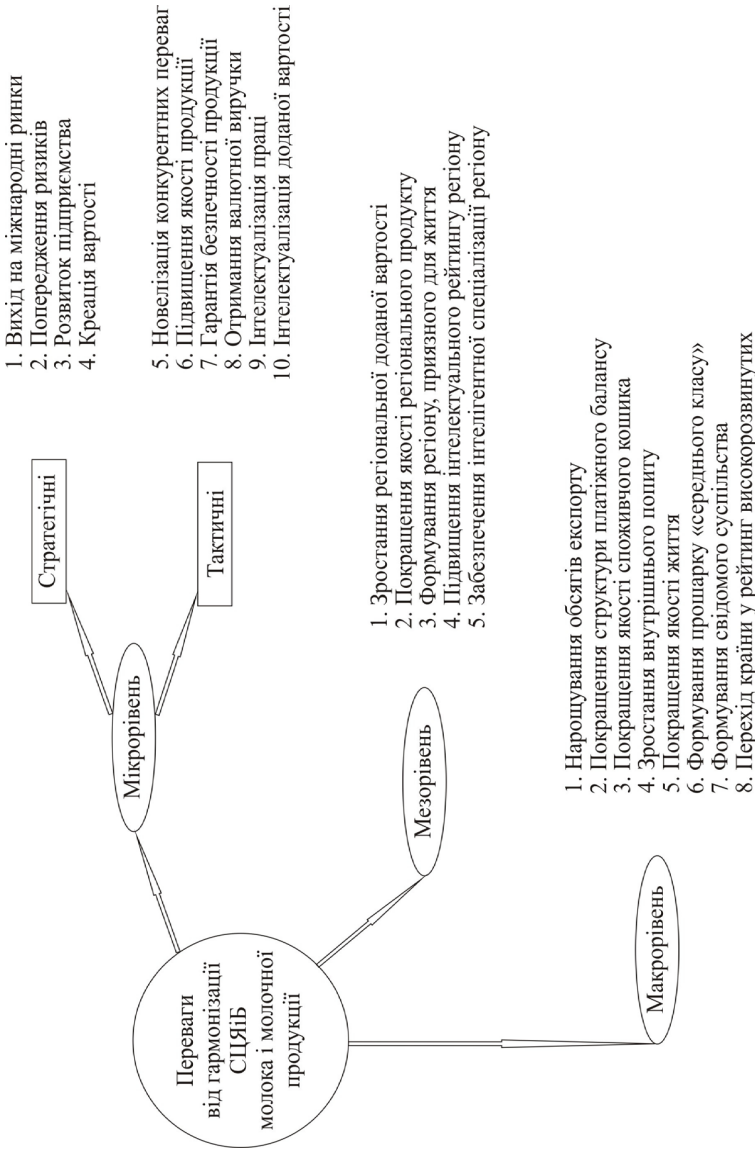 Переваги
від гармонізації
СЦЯіБ
молока і молочної
продукції
Мікрорівень
Стратегічні
1. Вихід на міжнародні ринки
2. Попередження ризиків
3. Розвиток підприємства
4. Креація вартості
Тактичні
5. Новелізація конкурентних переваг
6. Підвищення якості продукції
7. Гарантія безпечності продукції
8. Отримання валютної виручки
9. Інтелектуалізація праці
10. Інтелектуалізація доданої вартості
Мезорівень
1. Зростання регіональної доданої вартості
2. Покращення якості регіонального продукту
3. Формування регіону, приязного для життя
4. Підвищення інтелектуального рейтингу регіону
5. Забезпечення інтелігентної спеціалізації регіону
Макрорівень
1. Нарощування обсягів експорту
2. Покращення структури платіжного балансу
3. Покращення якості споживчого кошика
4. Зростання внутрішнього попиту
5. Покращення якості життя
6. Формування прошарку «середнього класу»
7. Формування свідомого суспільства
8. Перехід країни у рейтинг високорозвинутих